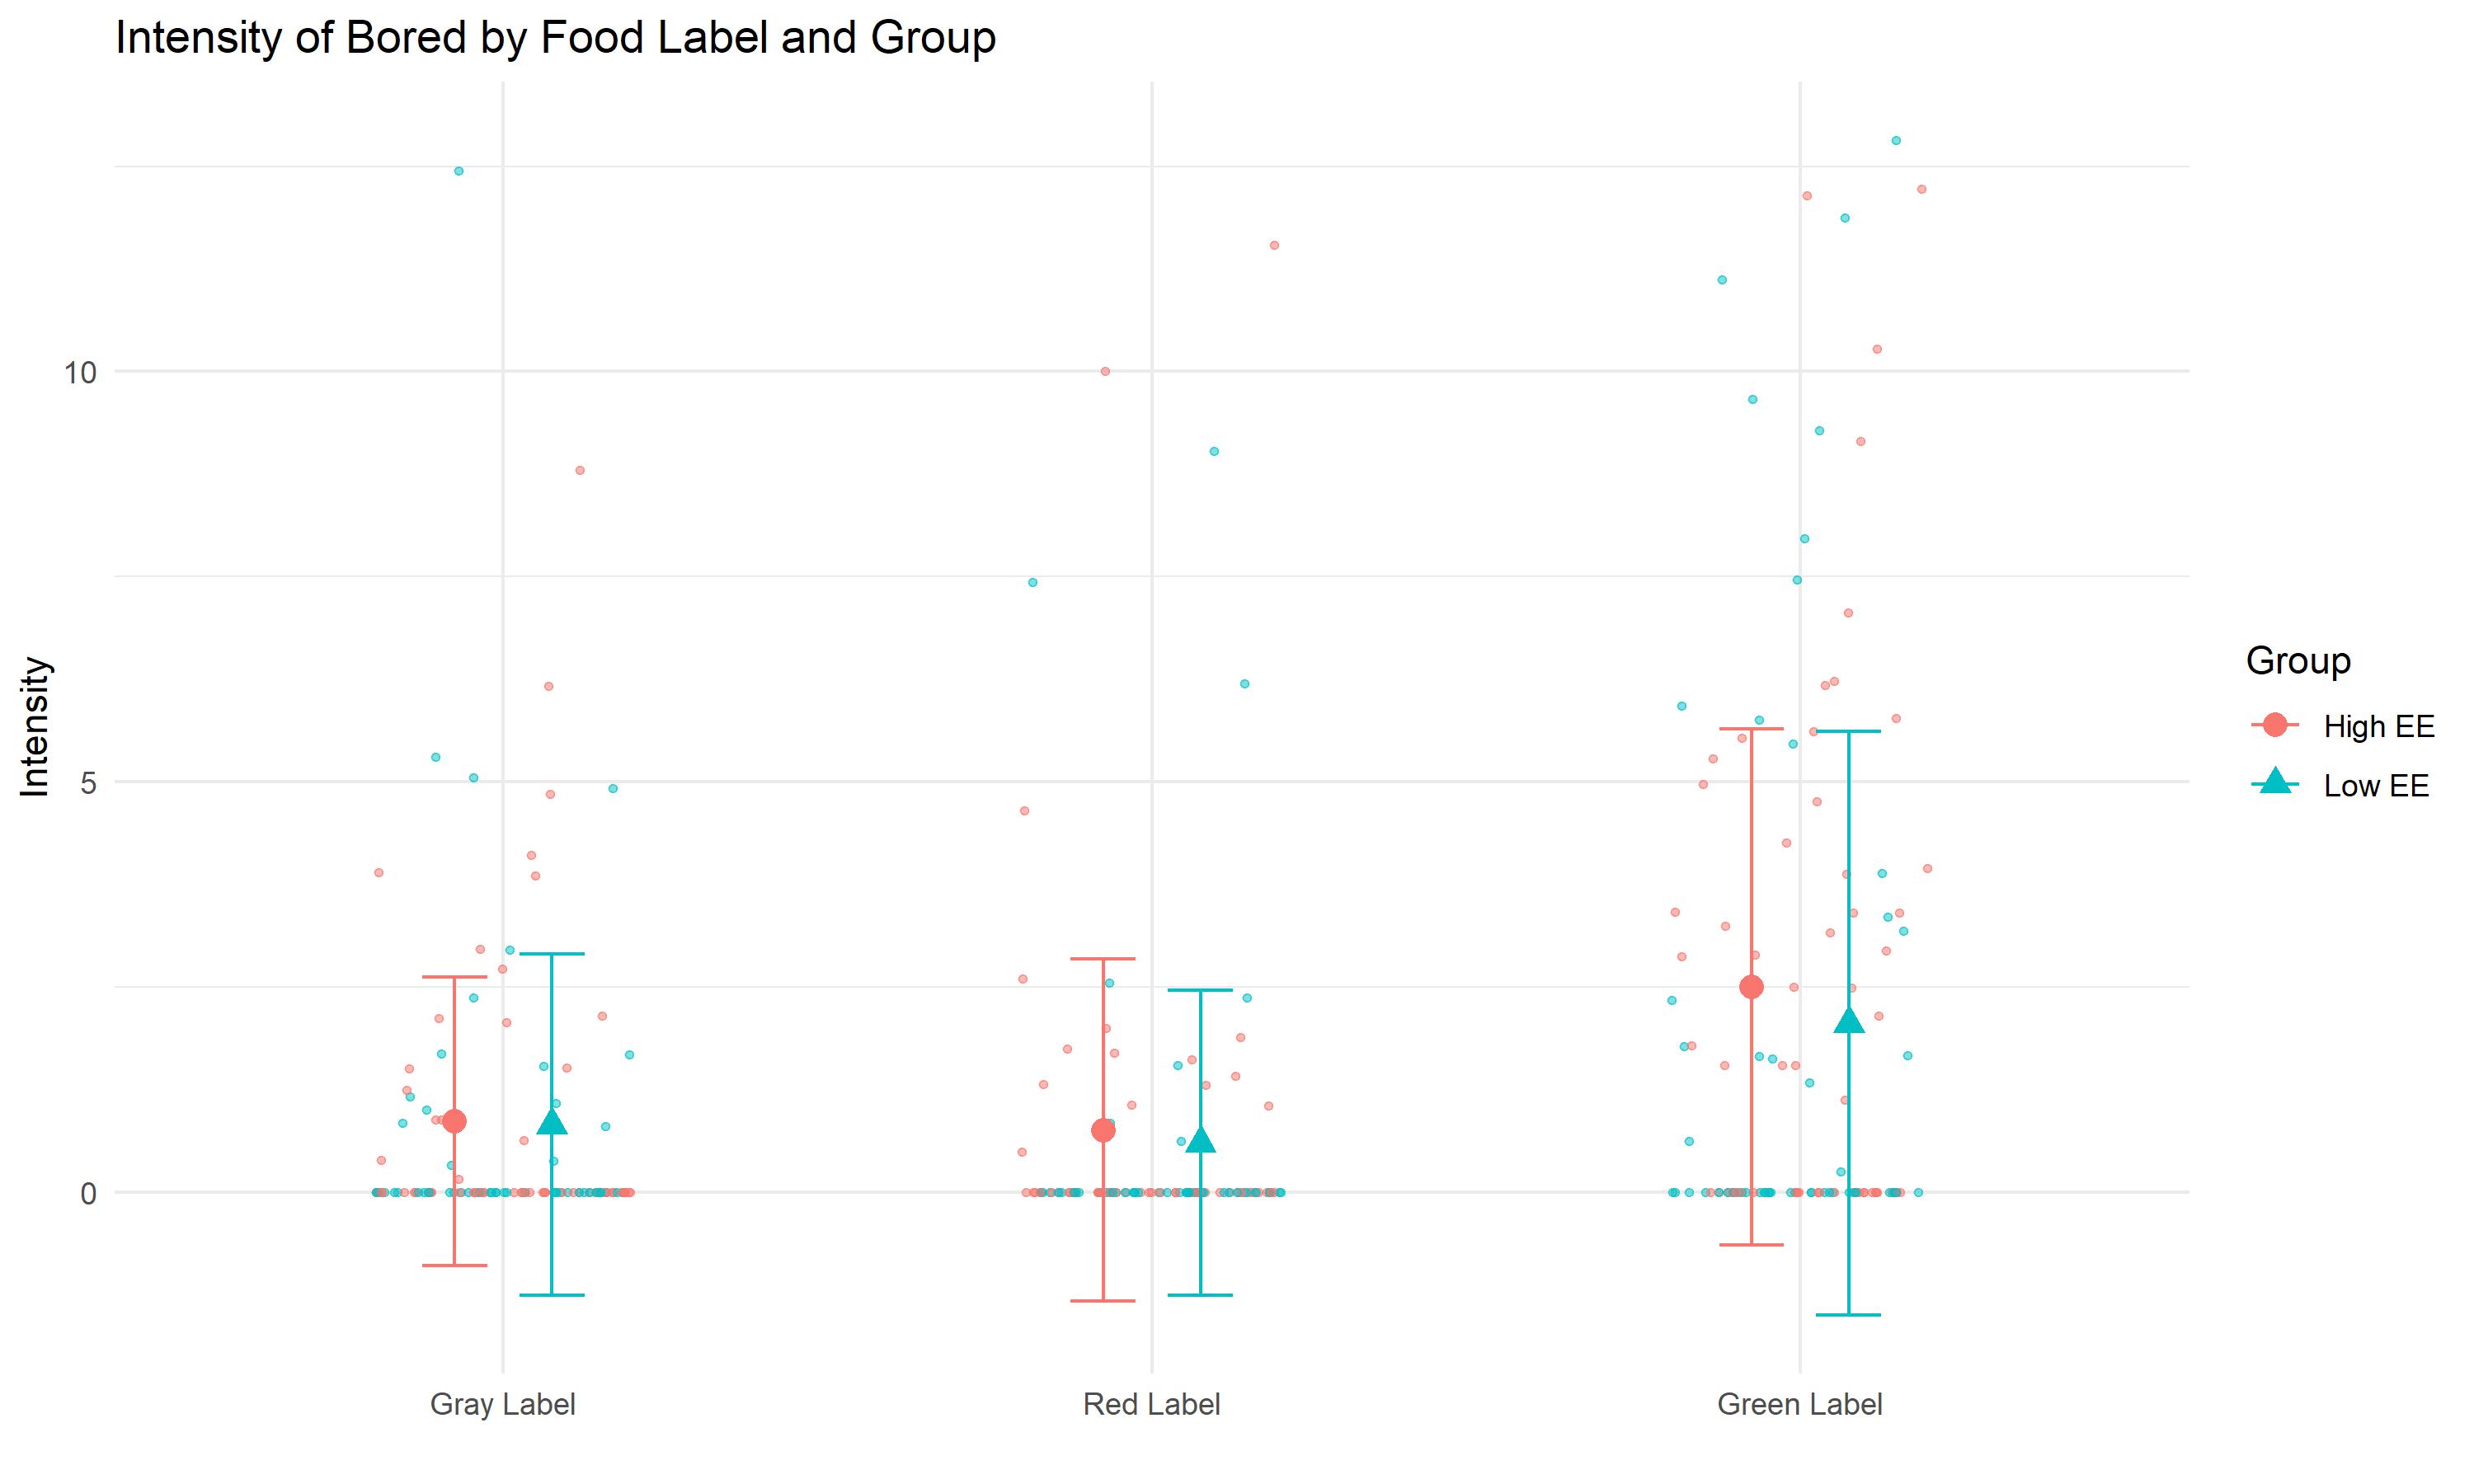 Intensity of Bored by Food Label and Group
Intensity
10
5
0
Gray Label
Red Label
Green Label
Group
High EE
Low EE